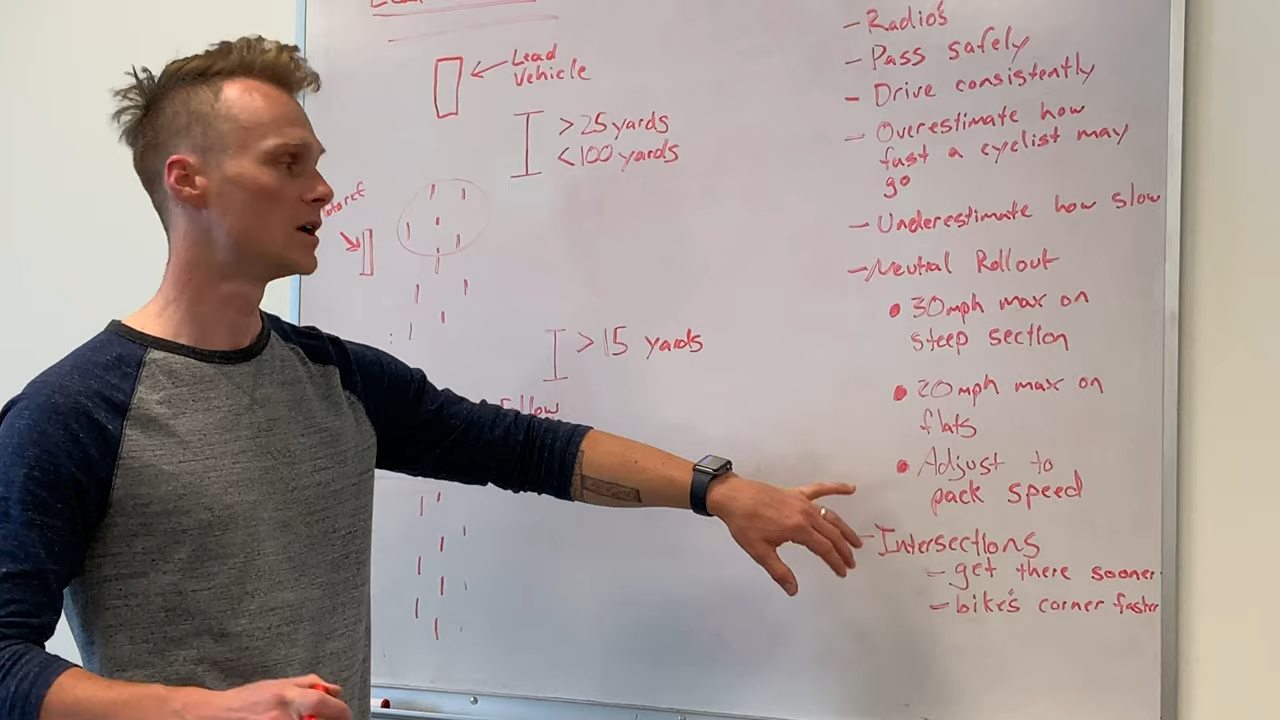 Lead
Vehicle
> 25 yards
< 100 yards
> 15 yards
- Radio's
- Pass safely
- Drive consistently
- Overestimate how
fast a cyclist may
go
- Underestimate how slow
- Neutral Rollout
• 30mph max on
steep section
• 20mph max on
flats
• Adjust to
pack speed
- Intersections
- get there sooner
- bike's corner faster